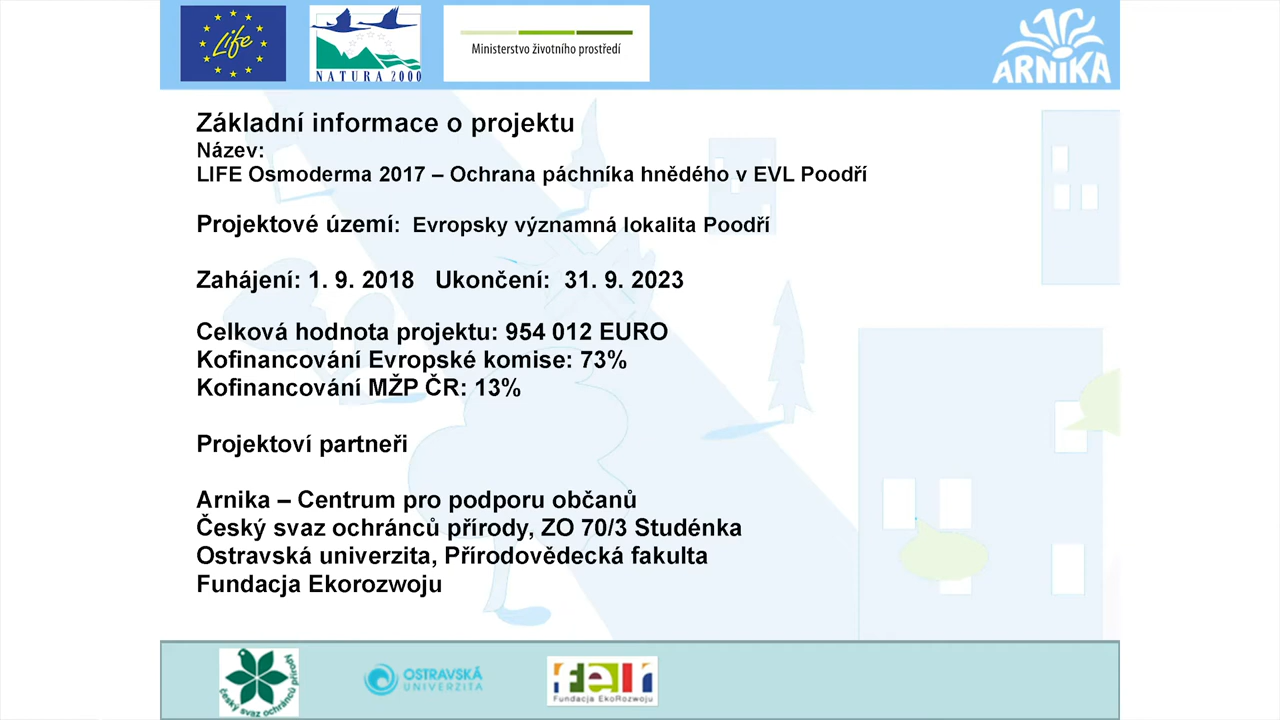 Life
NATURA 2000
Ministerstvo životního prostředí
ARNIKA
Základní informace o projektu
Název:
LIFE Osmoderma 2017 – Ochrana páchníka hnědého v EVL Poodří
Projektové území: Evropsky významná lokalita Poodří
Zahájení: 1. 9. 2018 Ukončení: 31. 9. 2023
Celková hodnota projektu: 954 012 EURO
Kofinancování Evropské komise: 73%
Kofinancování MŽP ČR: 13%
Projektoví partneři
Arnika – Centrum pro podporu občanů
Český svaz ochránců přírody, ZO 70/3 Studénka
Ostravská univerzita, Přírodovědecká fakulta
Fundacja Ekorozwoju
český svaz ochránců přírody
OSTRAVSKÁ
UNIVERZITA
feri
Fundacja EkoRozwoju